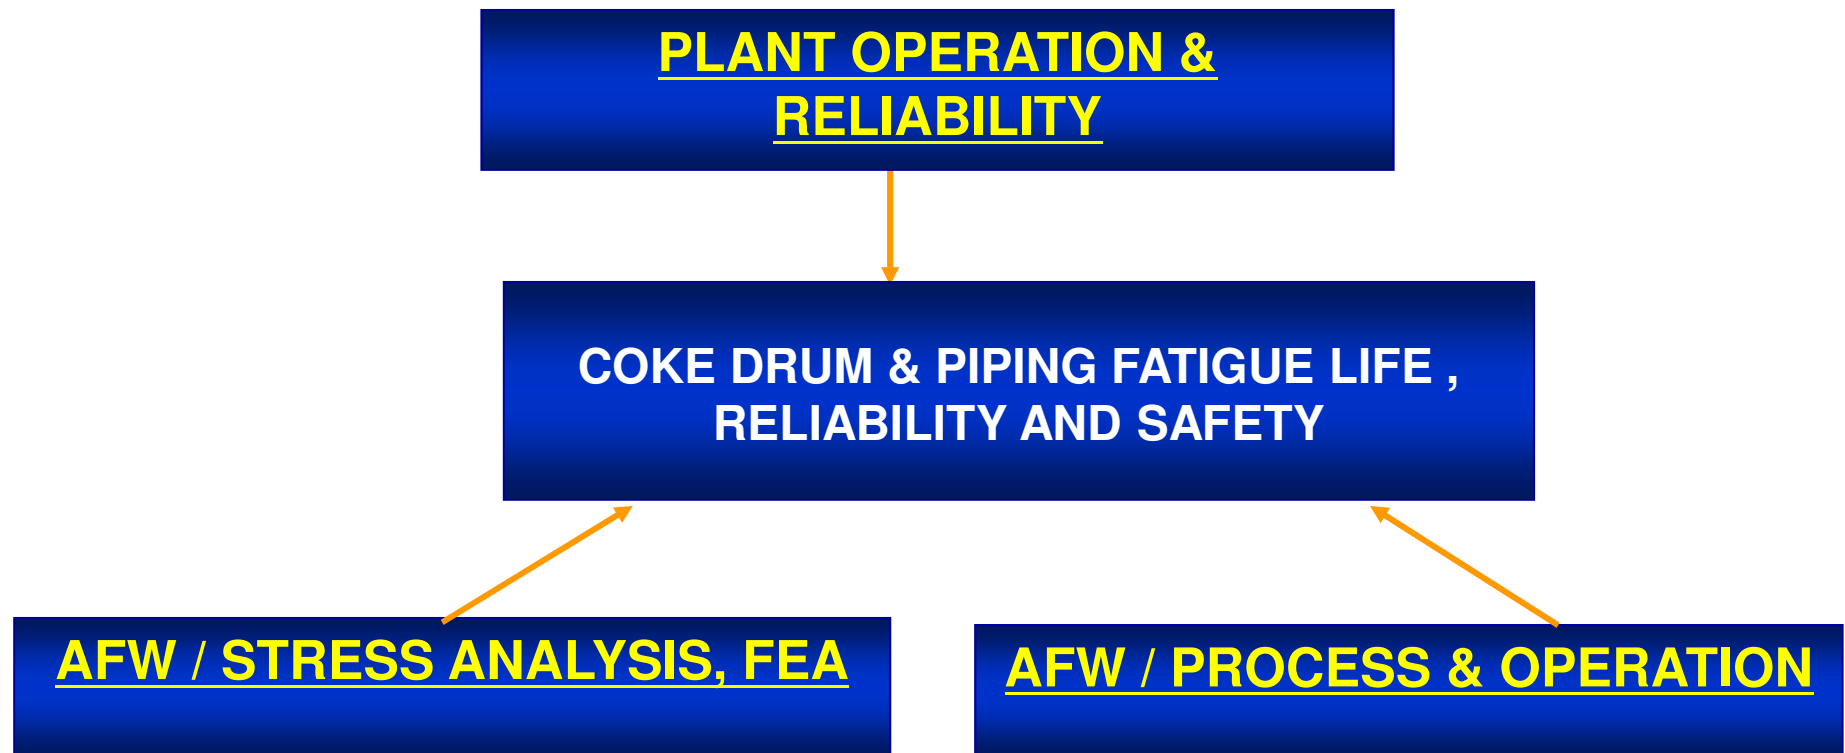 PLANT OPERATION &
RELIABILITY
COKE DRUM & PIPING FATIGUE LIFE ,
RELIABILITY AND SAFETY
AFW / STRESS ANALYSIS, FEA
AFW / PROCESS & OPERATION